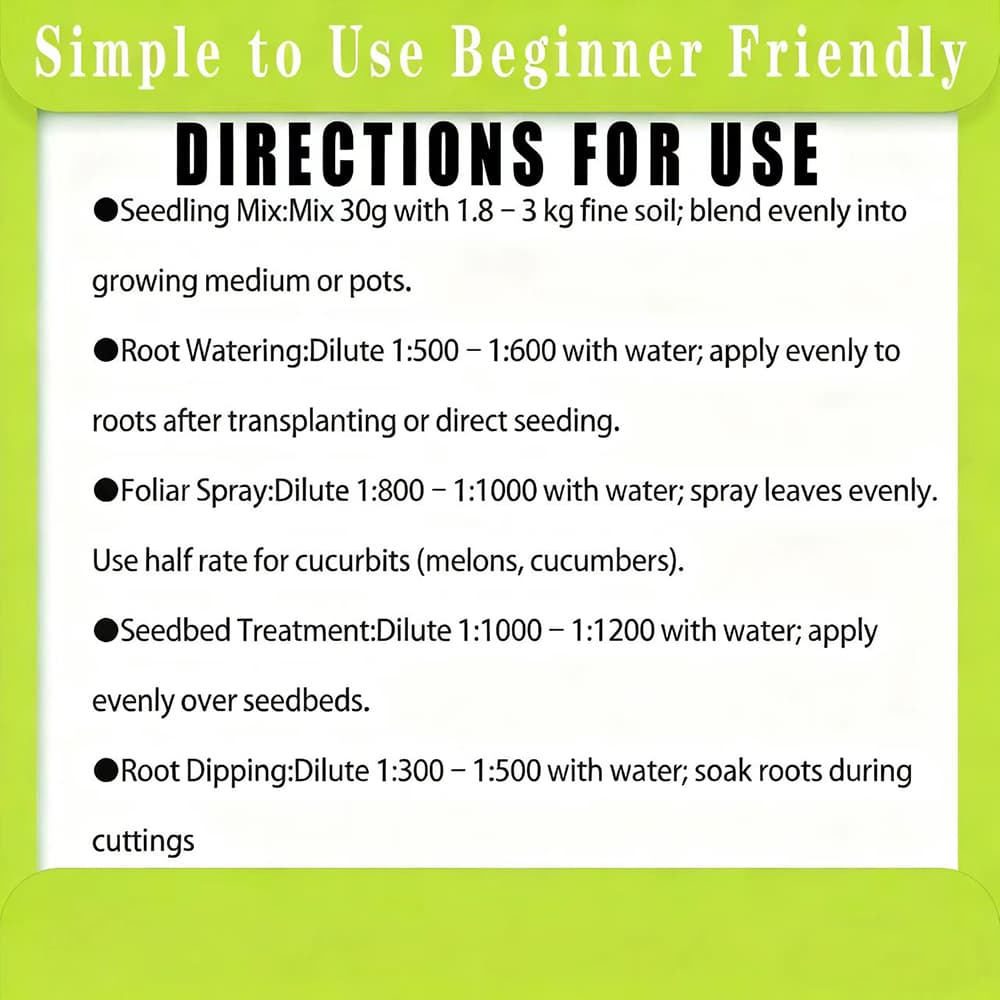 Simple to Use Beginner Friendly
DIRECTIONS FOR USE
●Seedling Mix:Mix 30g with 1.8 – 3 kg fine soil; blend evenly into
growing medium or pots.
●Root Watering:Dilute 1:500 – 1:600 with water; apply evenly to
roots after transplanting or direct seeding.
●Foliar Spray:Dilute 1:800 – 1:1000 with water; spray leaves evenly.
Use half rate for cucurbits (melons, cucumbers).
●Seedbed Treatment:Dilute 1:1000 – 1:1200 with water; apply
evenly over seedbeds.
●Root Dipping:Dilute 1:300 – 1:500 with water; soak roots during
cuttings